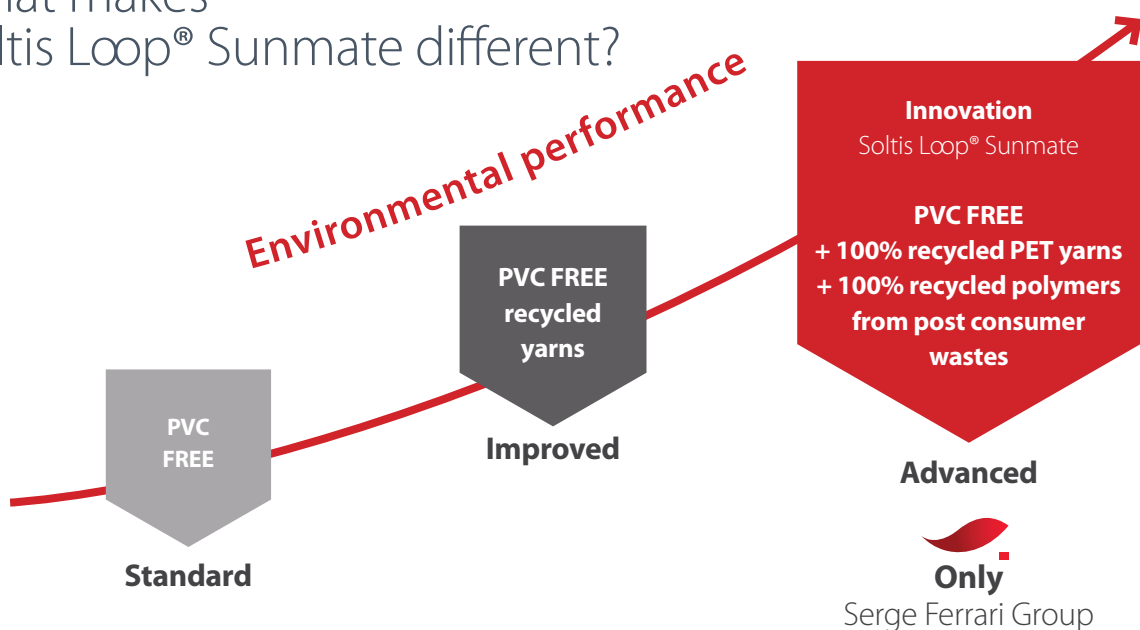 ltis Loop® Sunmate different?
Environmental performance
Innovation
Soltis Loop® Sunmate
PVC FREE
+ 100% recycled PET yarns
+ 100% recycled polymers
from post consumer
wastes
PVC FREE
recycled
yarns
PVC
FREE
Improved
Advanced
Standard
Only
Serge Ferrari Group